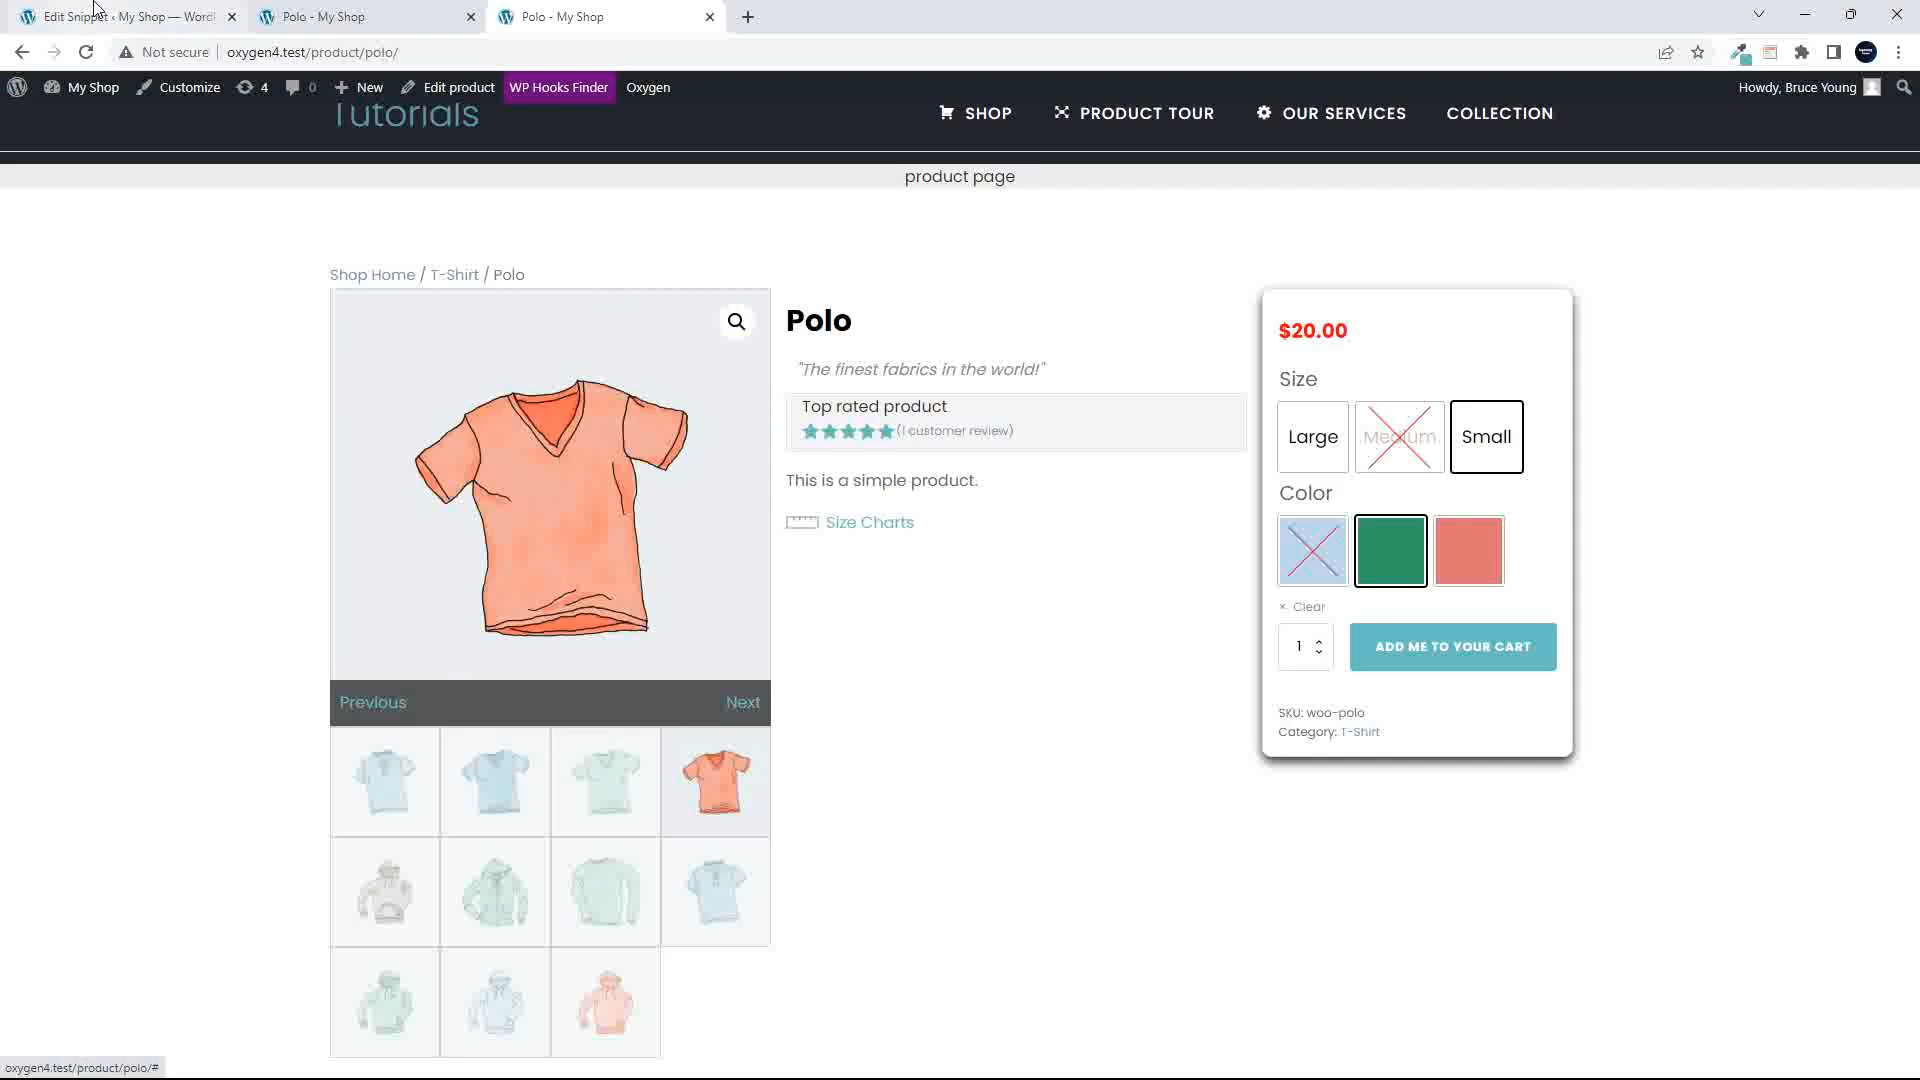 Edit Snippet ‹ My Shop — Word
Polo - My Shop
Polo - My Shop
Not secure
oxygen4.test/product/polo/
My Shop
Customize
4
0
New
Edit product
WP Hooks Finder
Oxygen
Howdy, Bruce Young
Tutorials
SHOP
PRODUCT TOUR
OUR SERVICES
COLLECTION
product page
Shop Home / T-Shirt / Polo
Polo
"The finest fabrics in the world!"
Top rated product
(1 customer review)
This is a simple product.
Size Charts
$20.00
Size
Large
Medium
Small
Color
× Clear
1
ADD ME TO YOUR CART
SKU: woo-polo
Category: T-Shirt
Previous
Next
oxygen4.test/product/polo/#